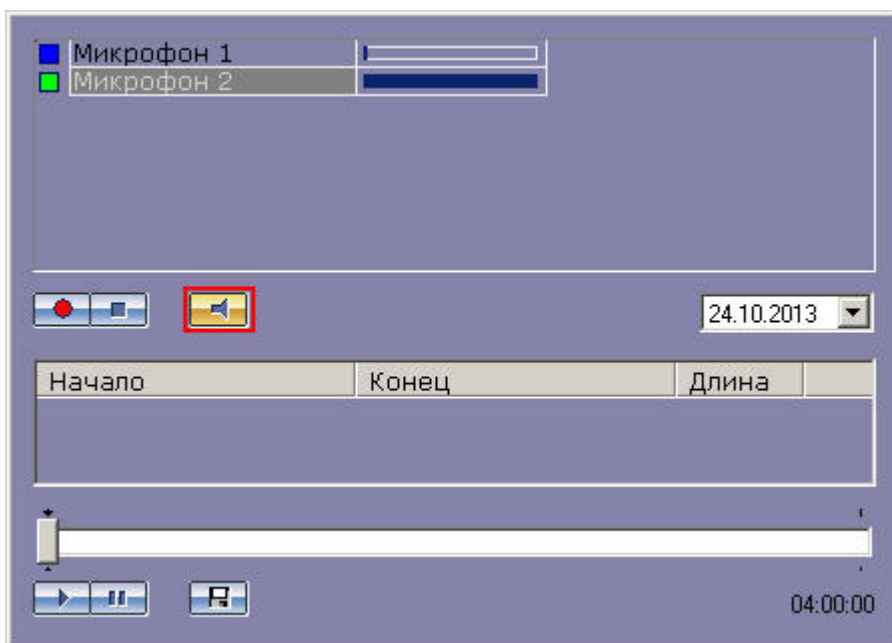 Микрофон 1
Микрофон 2
24.10.2013
Начало Конец Длина
04:00:00